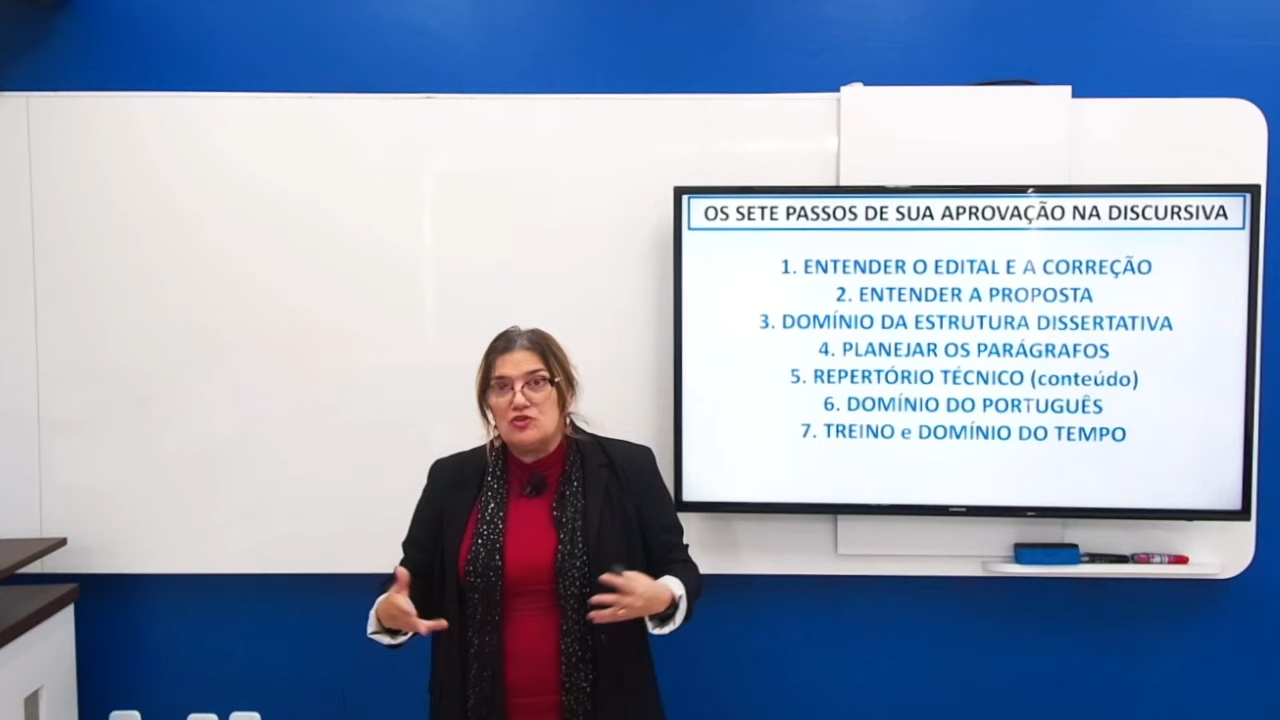 OS SETE PASSOS DE SUA APROVAÇÃO NA DISCURSIVA
1. ENTENDER O EDITAL E A CORREÇÃO
2. ENTENDER A PROPOSTA
3. DOMÍNIO DA ESTRUTURA DISSERTATIVA
4. PLANEJAR OS PARÁGRAFOS
5. REPERTÓRIO TÉCNICO (conteúdo)
6. DOMÍNIO DO PORTUGUÊS
7. TREINO e DOMÍNIO DO TEMPO